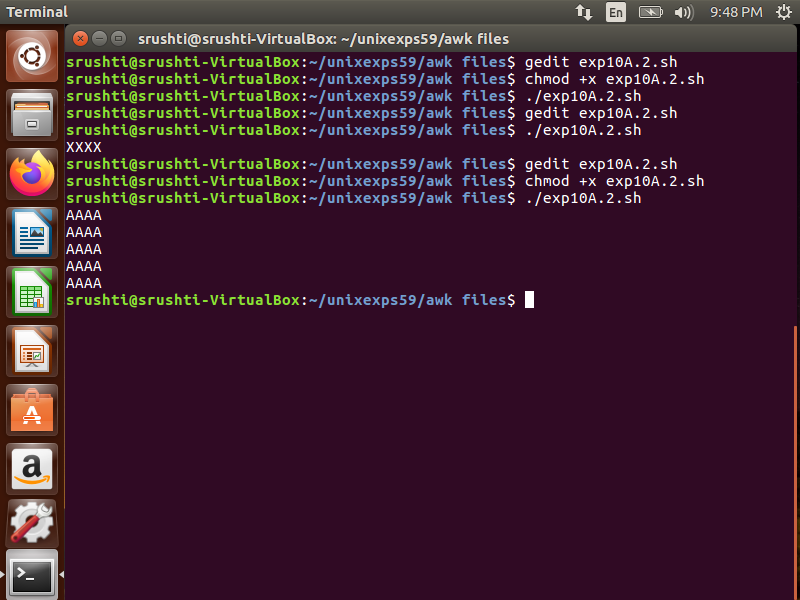 Terminal
En
9:48 PM
srushti@srushti-VirtualBox: ~/unixexps59/awk files
srushti@srushti-VirtualBox:~/unixexps59/awk files$ gedit exp10A.2.sh
srushti@srushti-VirtualBox:~/unixexps59/awk files$ chmod +x exp10A.2.sh
srushti@srushti-VirtualBox:~/unixexps59/awk files$ ./exp10A.2.sh
srushti@srushti-VirtualBox:~/unixexps59/awk files$ gedit exp10A.2.sh
srushti@srushti-VirtualBox:~/unixexps59/awk files$ ./exp10A.2.sh
XXXX
srushti@srushti-VirtualBox:~/unixexps59/awk files$ gedit exp10A.2.sh
srushti@srushti-VirtualBox:~/unixexps59/awk files$ chmod +x exp10A.2.sh
srushti@srushti-VirtualBox:~/unixexps59/awk files$ ./exp10A.2.sh
AAAA
AAAA
AAAA
AAAA
AAAA
srushti@srushti-VirtualBox:~/unixexps59/awk files$
A
a
>_